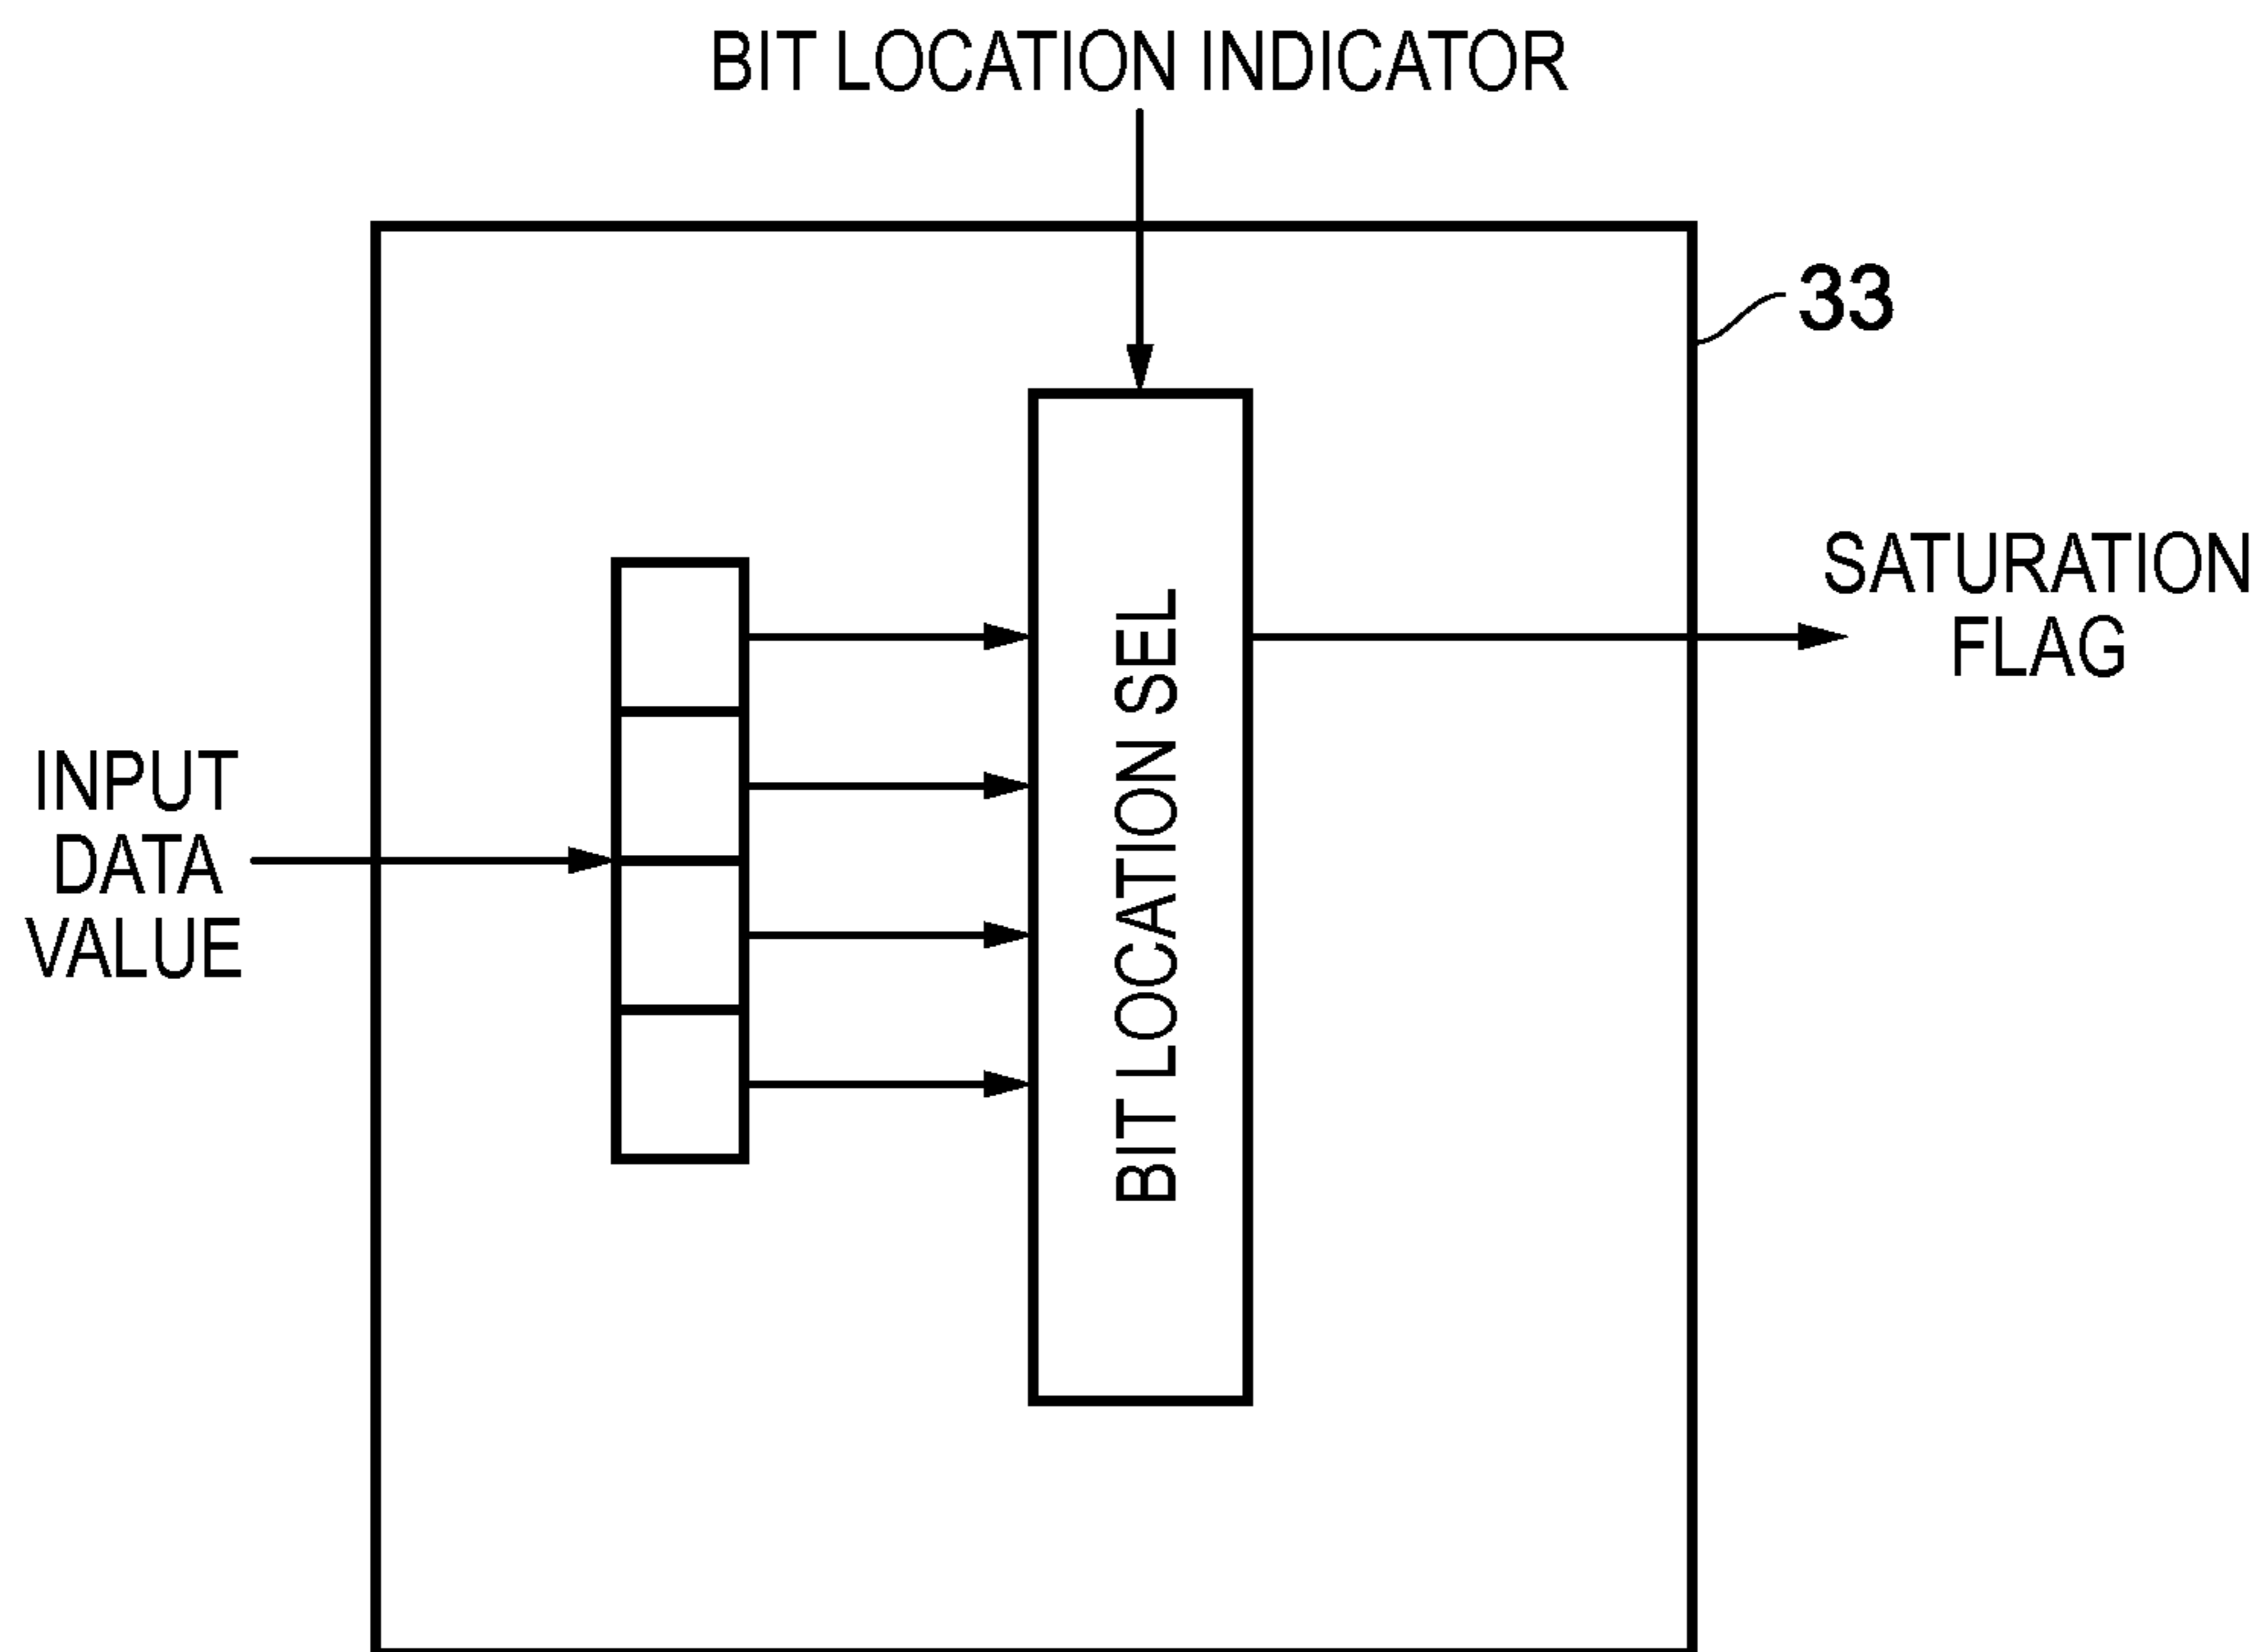 BIT LOCATION INDICATOR
33
SATURATION
FLAG
INPUT
DATA
VALUE
BIT LOCATION SEL